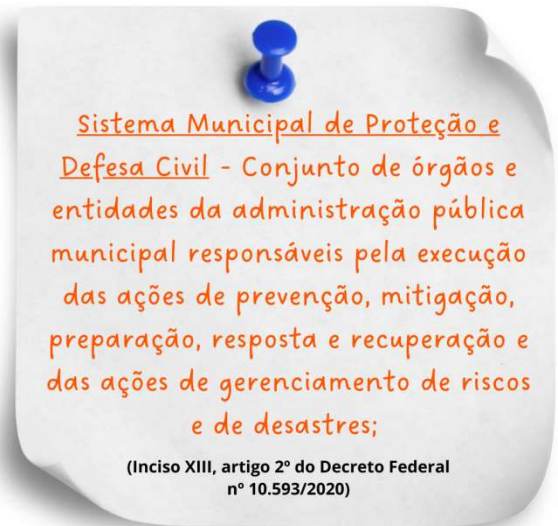 Sistema Municipal de Proteção e
Defesa Civil - Conjunto de órgãos e
entidades da administração pública
municipal responsáveis pela execução
das ações de prevenção, mitigação,
preparação, resposta e recuperação e
das ações de gerenciamento de riscos
e de desastres;
(Inciso XIII, artigo 2º do Decreto Federal
nº 10.593/2020)